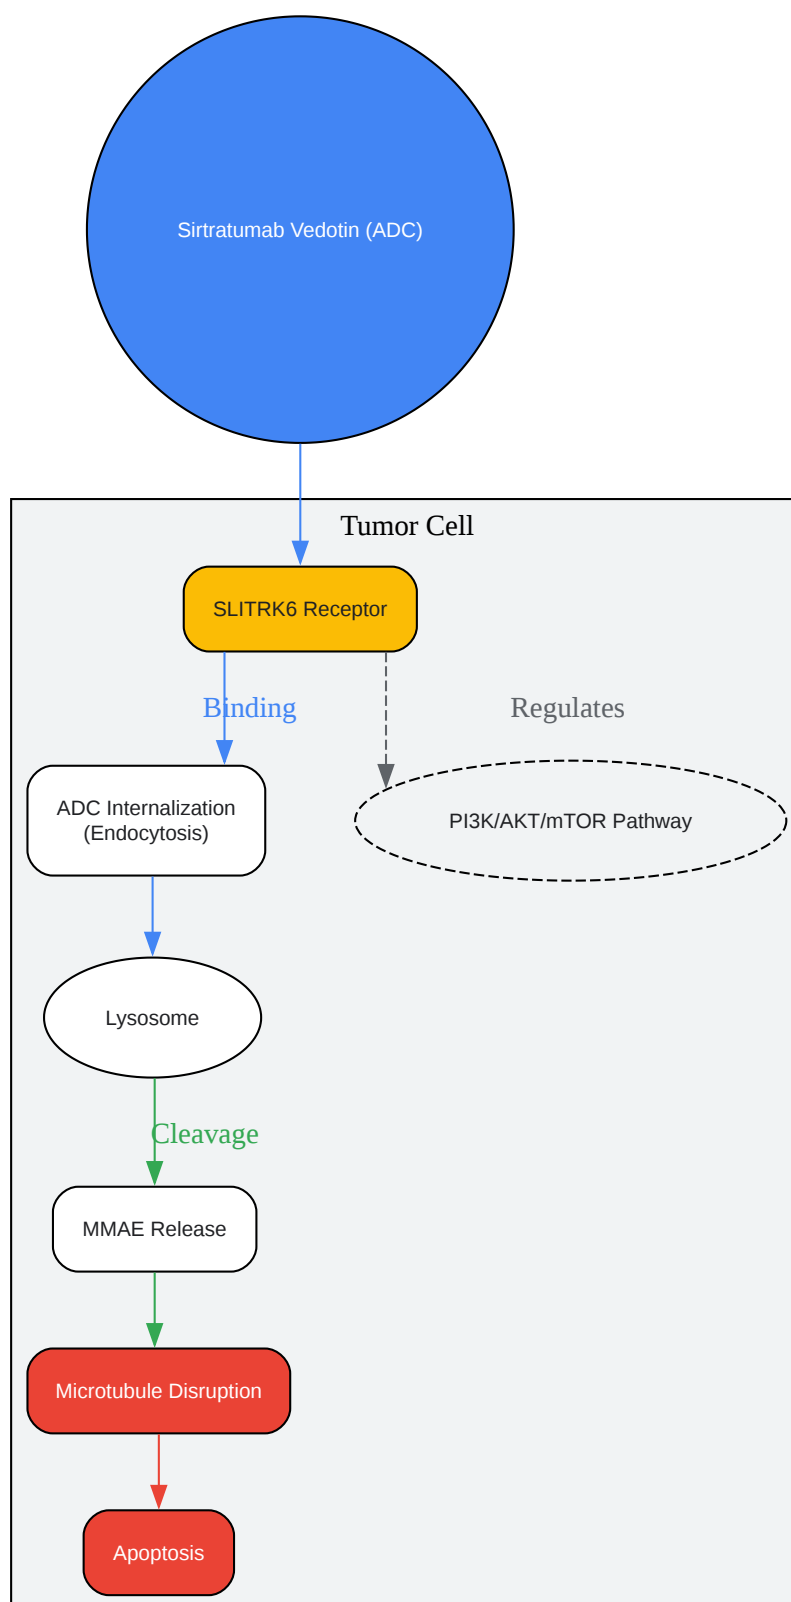 Sirtratumab Vedotin (ADC)
Tumor Cell
SLITRK6 Receptor
Binding
Regulates
ADC Internalization
(Endocytosis)
PI3K/AKT/mTOR Pathway
Lysosome
Cleavage
MMAE Release
Microtubule Disruption
Apoptosis